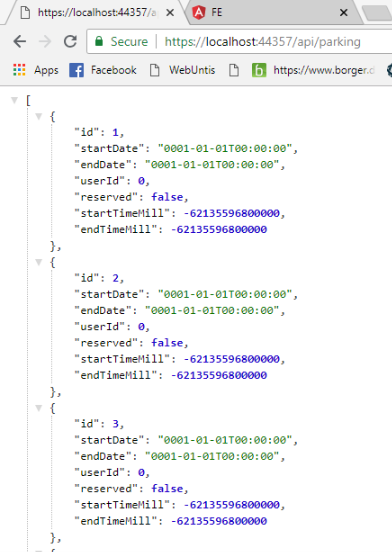 https://localhost:44357/a
FE
Secure https://localhost:44357/api/parking
Apps Facebook WebUntis https://www.borger.d
[
{
"id": 1,
"startDate": "0001-01-01T00:00:00",
"endDate": "0001-01-01T00:00:00",
"userId": 0,
"reserved": false,
"startTimeMill": -62135596800000,
"endTimeMill": -62135596800000
},
{
"id": 2,
"startDate": "0001-01-01T00:00:00",
"endDate": "0001-01-01T00:00:00",
"userId": 0,
"reserved": false,
"startTimeMill": -62135596800000,
"endTimeMill": -62135596800000
},
{
"id": 3,
"startDate": "0001-01-01T00:00:00",
"endDate": "0001-01-01T00:00:00",
"userId": 0,
"reserved": false,
"startTimeMill": -62135596800000,
"endTimeMill": -62135596800000
},